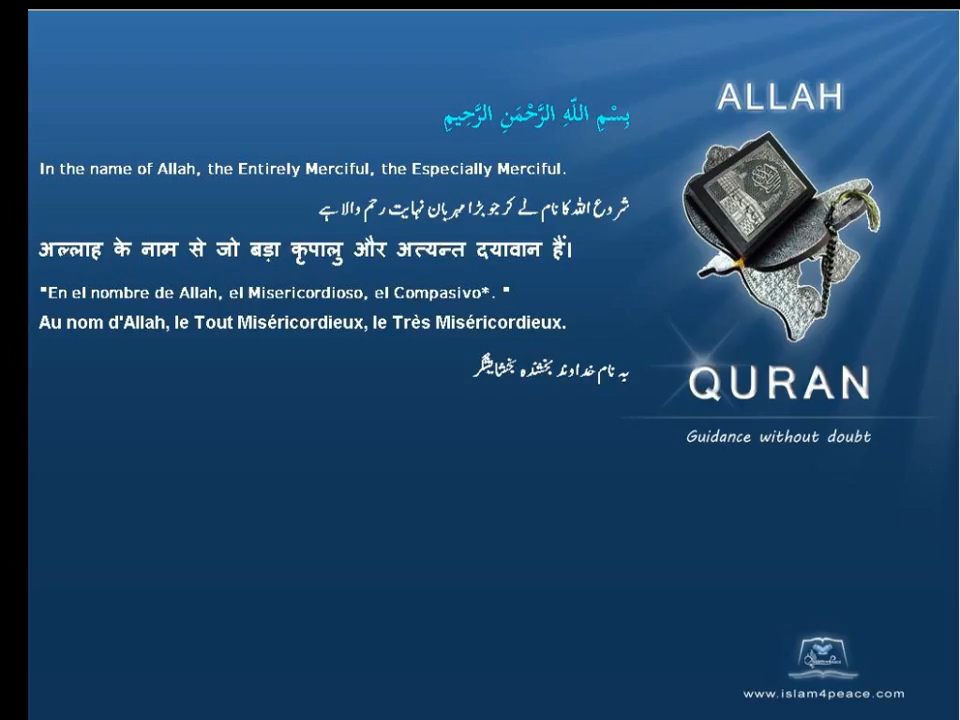 بِسْمِ اللَّهِ الرَّحْمَنِ الرَّحِيمِ
In the name of Allah, the Entirely Merciful, the Especially Merciful.
شروع اللہ کا نام لے کر جو بڑا مہربان نہایت رحم والا ہے
अल्लाह के नाम से जो बड़ा कृपालु और अत्यन्त दयावान हैं।
"En el nombre de Allah, el Misericordioso, el Compasivo*. "
Au nom d'Allah, le Tout Miséricordieux, le Très Miséricordieux.
به نام خداوند بخشنده بخشایشگر
ALLAH
QURAN
Guidance without doubt
www.islam4peace.com